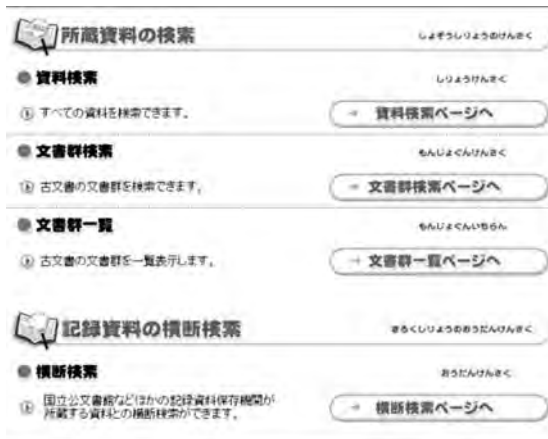 所蔵資料の検索
しょぞうしりょうのけんさく
資料検索
しりょうけんさく
すべての資料を検索できます。
→ 資料検索ページへ
文書群検索
もんじょぐんけんさく
古文書の文書群を検索できます。
→ 文書群検索ページへ
文書群一覧
もんじょぐんいちらん
古文書の文書群を一覧表示します。
→ 文書群一覧ページへ
記録資料の横断検索
きろくしりょうのおうだんけんさく
横断検索
おうだんけんさく
国立公文書館などほかの記録資料保存機関が
所蔵する資料との横断検索ができます。
→ 横断検索ページへ